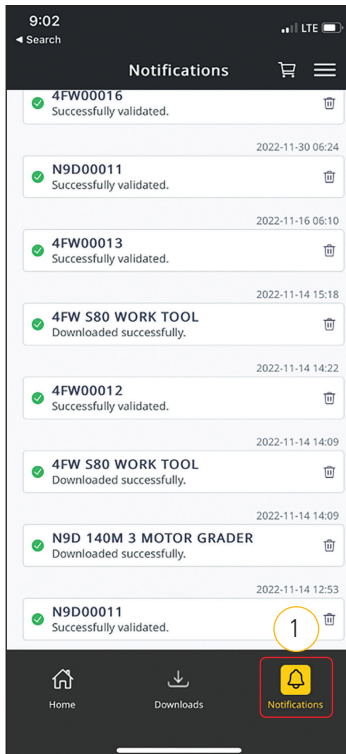 9:02
LTE
◄ Search
Notifications
4FW00016
Successfully validated.
2022-11-30 06:24
N9D00011
Successfully validated.
2022-11-16 06:10
4FW00013
Successfully validated.
2022-11-14 15:18
4FW S80 WORK TOOL
Downloaded successfully.
2022-11-14 14:22
4FW00012
Successfully validated.
2022-11-14 14:09
4FW S80 WORK TOOL
Downloaded successfully.
2022-11-14 14:09
N9D 140M 3 MOTOR GRADER
Downloaded successfully.
2022-11-14 12:53
N9D00011
Successfully validated.
1
Home
Downloads
Notifications